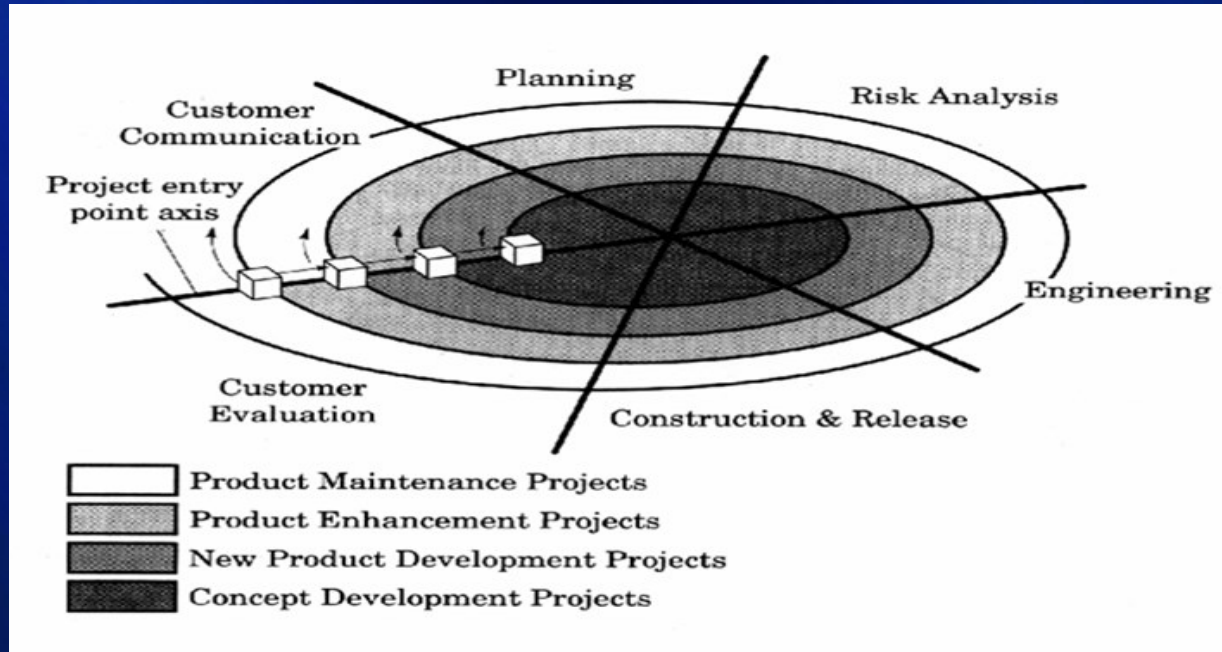 Planning
Risk Analysis
Customer
Communication
Project entry
point axis
Engineering
Customer
Evaluation
Construction & Release
Product Maintenance Projects
Product Enhancement Projects
New Product Development Projects
Concept Development Projects